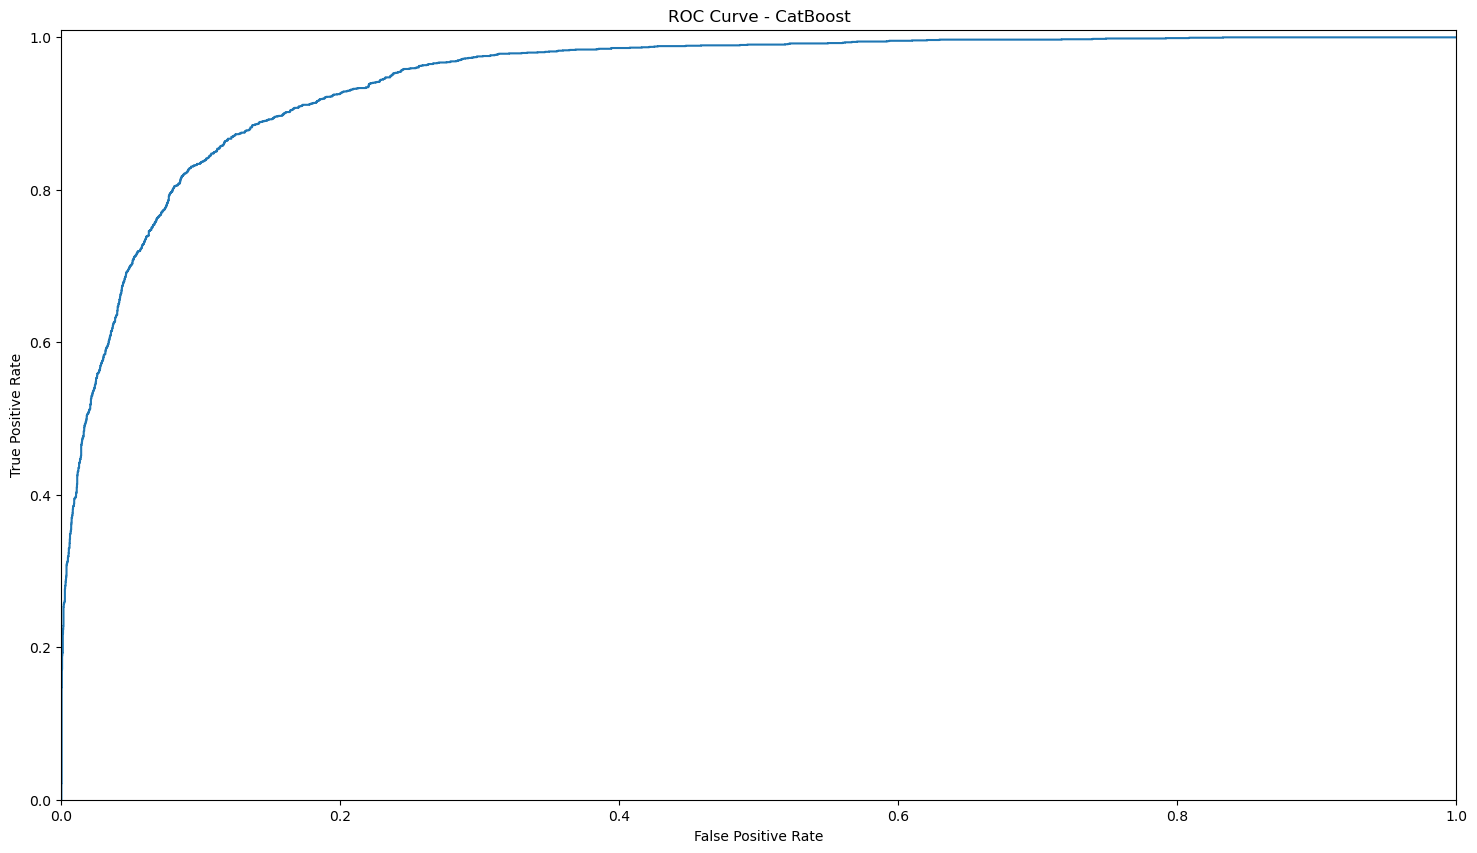 ROC Curve - CatBoost
True Positive Rate
1.0
0.8
0.6
0.4
0.2
0.0
0.0 0.2 0.4 0.6 0.8 1.0
False Positive Rate